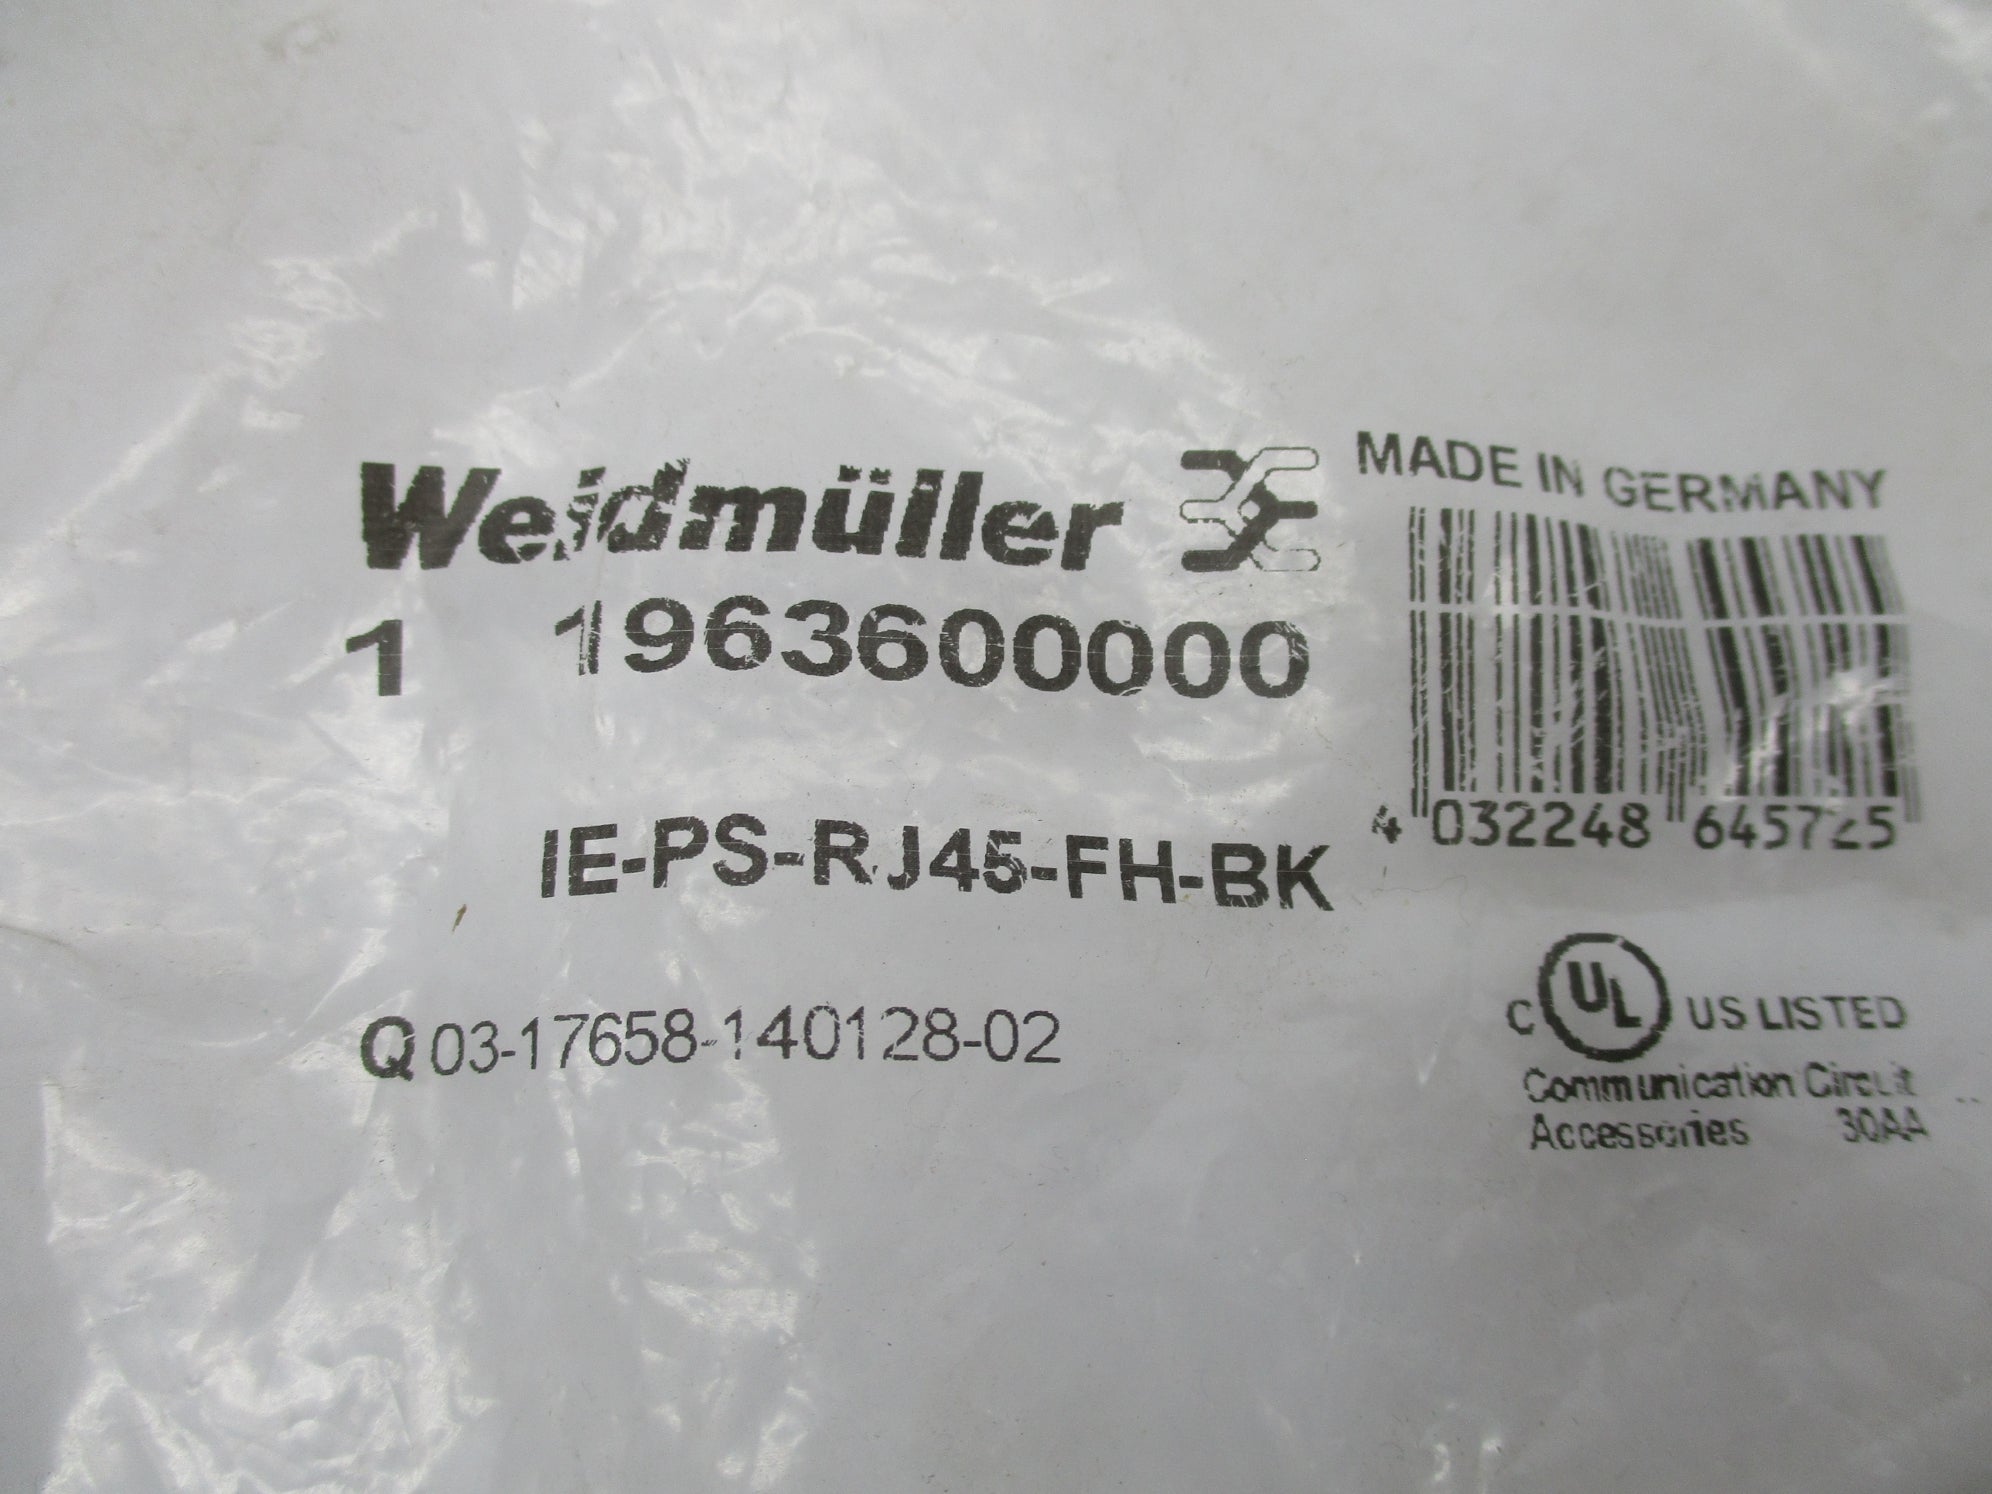 Weidmüller
1 1963600000
IE-PS-RJ45-FH-BK
Q 03-17658-140128-02
MADE IN GERMANY
4 032248 645725
C UL US LISTED
Communication Circuit
Accessories 30AA